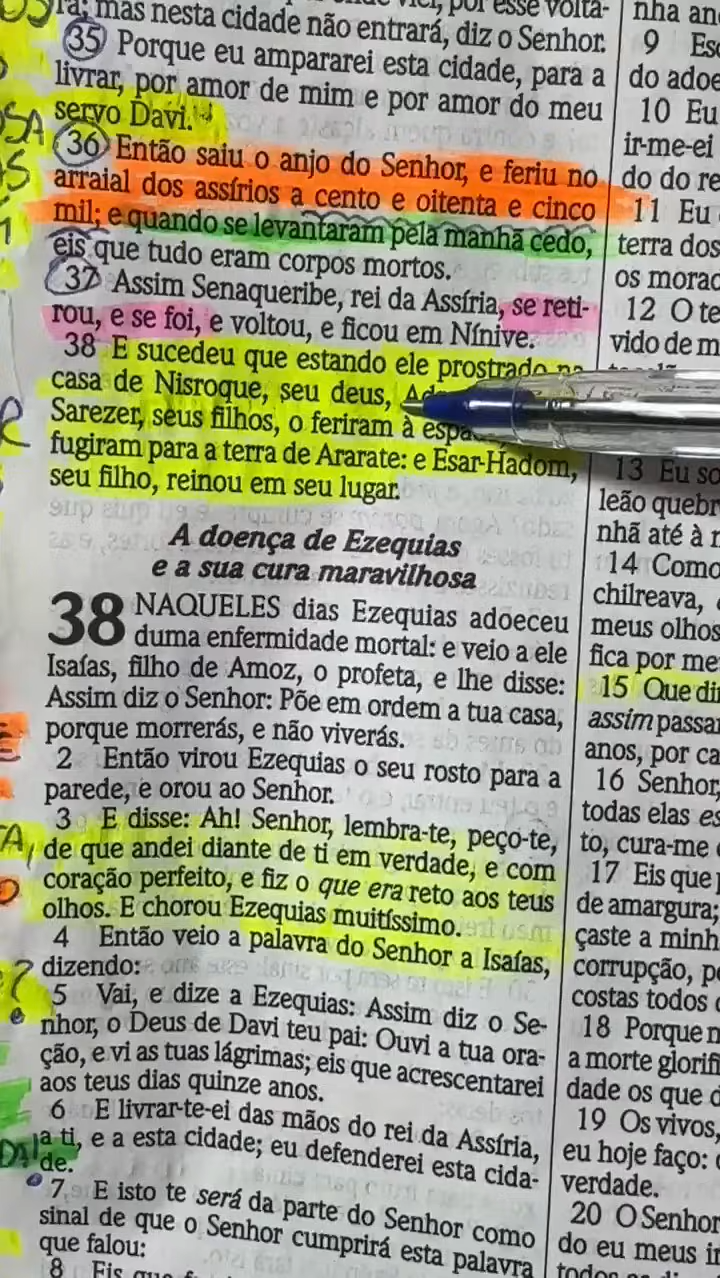 mas nesta cidade não entrará, diz o Senhor.
35 Porque eu ampararei esta cidade, para a
livrar, por amor de mim e por amor do meu
servo Davi.
36 Então saiu o anjo do Senhor, e feriu no
arraial dos assírios a cento e oitenta e cinco
mil; e quando se levantaram pela manhã cedo,
eis que tudo eram corpos mortos.
37 Assim Senaqueribe, rei da Assíria, se reti-
rou, e se foi, e voltou, e ficou em Nínive.
38 E sucedeu que estando ele prostrado na
casa de Nisroque, seu deus,
Sarezer, seus filhos, o feriram à
fugiram para a terra de Ararate: e Esar-Hadom,
seu filho, reinou em seu lugar.
A doença de Ezequias
e a sua cura maravilhosa
38 NAQUELES dias Ezequias adoeceu
duma enfermidade mortal: e veio a ele
Isaías, filho de Amoz, o profeta, e lhe disse:
Assim diz o Senhor: Põe em ordem a tua casa,
porque morrerás, e não viverás.
2 Então virou Ezequias o seu rosto para a
parede, e orou ao Senhor.
3 E disse: Ah! Senhor, lembra-te, peço-te,
de que andei diante de ti em verdade, e com
coração perfeito, e fiz o que era reto aos teus
olhos. E chorou Ezequias muitíssimo.
4 Então veio a palavra do Senhor a Isaías,
dizendo:
5 Vai, e dize a Ezequias: Assim diz o Se-
nhor, o Deus de Davi teu pai: Ouvi a tua ora-
ção, e vi as tuas lágrimas; eis que acrescentarei
aos teus dias quinze anos.
6 E livrar-te-ei das mãos do rei da Assíria,
a ti, e a esta cidade; eu defenderei esta cida-
de.
7 E isto te será da parte do Senhor como
sinal de que o Senhor cumprirá esta palavra
que falou:
8 Eis que
nha
9
do
10 Eu
ir-me-ei
do do
11 Eu
terra dos
os
12 O
vido de
13 Eu
leão
nhã até à
14 Como
chilreava,
meus olhos
fica por
15 Que
assim
anos, por
16 Senhor,
todas elas
to, cura-me
17 Eis que
de amargura;
çaste a
corrupção,
costas todos
18 Porque
a morte
dade os que
19 Os vivos,
eu hoje faço:
verdade.
20 O Senhor
do eu meus